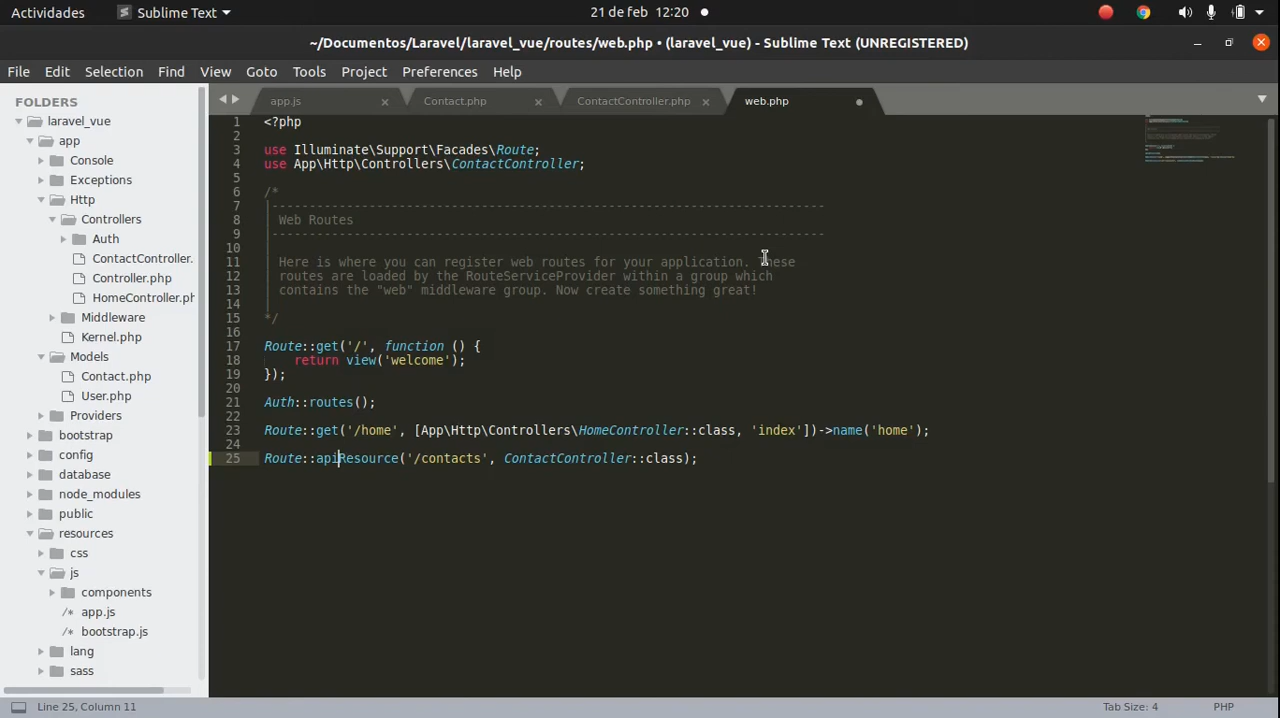 Actividades Sublime Text 21 de feb 12:20
~/Documentos/Laravel/laravel_vue/routes/web.php • (laravel_vue) - Sublime Text (UNREGISTERED)
File Edit Selection Find View Goto Tools Project Preferences Help
FOLDERS
laravel_vue
app
Console
Exceptions
Http
Controllers
Auth
ContactController.
Controller.php
HomeController.ph
Middleware
Kernel.php
Models
Contact.php
User.php
Providers
bootstrap
config
database
node_modules
public
resources
css
js
components
/* app.js
/* bootstrap.js
lang
sass
app.js Contact.php ContactController.php web.php
1 <?php
2
3 use Illuminate\Support\Facades\Route;
4 use App\Http\Controllers\ContactController;
5
6 /*
7 |--------------------------------------------------------------------------
8 | Web Routes
9 |--------------------------------------------------------------------------
10 |
11 | Here is where you can register web routes for your application. These
12 | routes are loaded by the RouteServiceProvider within a group which
13 | contains the "web" middleware group. Now create something great!
14 |
15 */
16
17 Route::get('/', function () {
18     return view('welcome');
19 });
20
21 Auth::routes();
22
23 Route::get('/home', [App\Http\Controllers\HomeController::class, 'index'])->name('home');
24
25 Route::apiResource('/contacts', ContactController::class);
Line 25, Column 11 Tab Size: 4 PHP